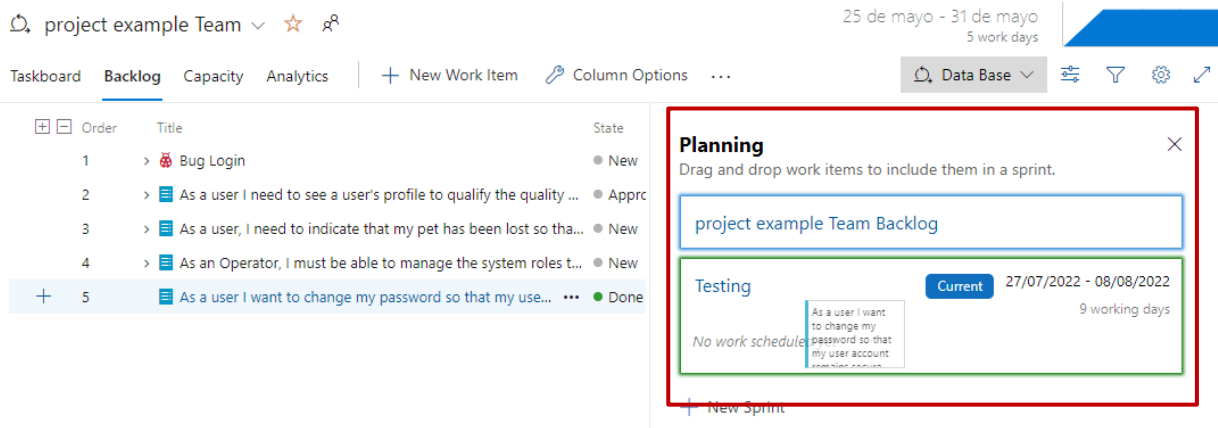 project example Team
25 de mayo - 31 de mayo
5 work days
Taskboard Backlog Capacity Analytics + New Work Item Column Options ...
Data Base
Order Title State
1 > Bug Login New
2 > As a user I need to see a user's profile to qualify the quality ... Appro
3 > As a user, I need to indicate that my pet has been lost so tha... New
4 > As an Operator, I must be able to manage the system roles t... New
+ 5 As a user I want to change my password so that my use... ... Done
Planning
Drag and drop work items to include them in a sprint.
project example Team Backlog
Testing Current 27/07/2022 - 08/08/2022
9 working days
No work schedule
As a user I want
to change my
password so that
my user account
remains secure
+ New Sprint